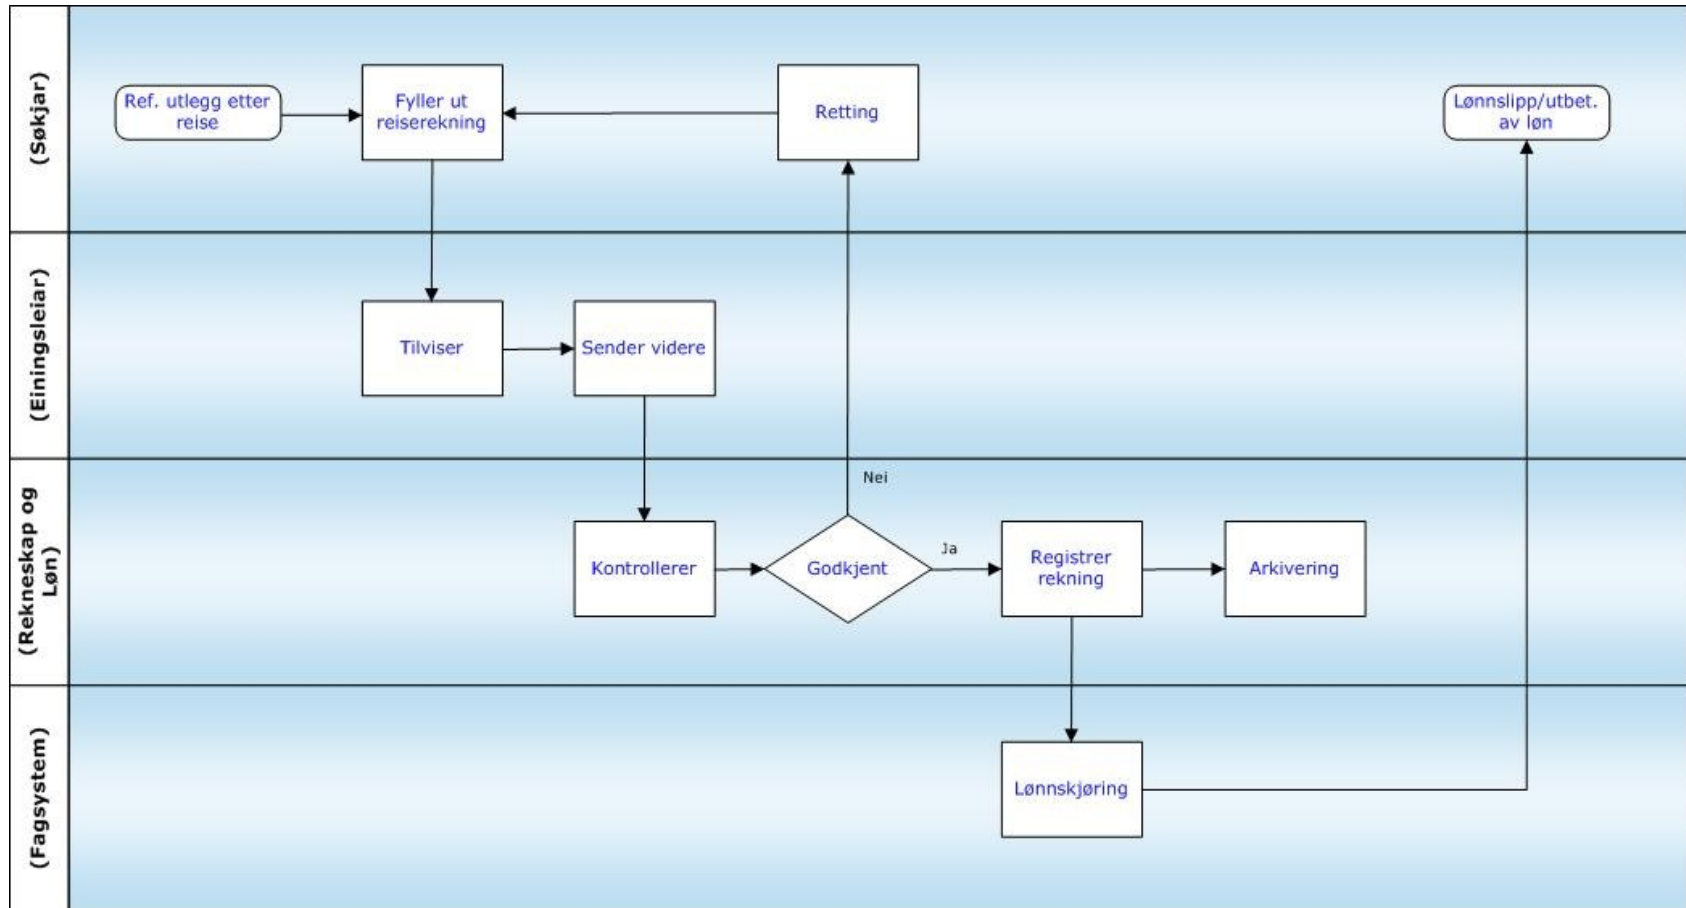 (Søkjar)
Ref. utlegg etter
reise
Fyller ut
reiserekning
Retting
Lønnslipp/utbet.
av løn
(Einingsleiar)
Tilviser
Sender videre
(Rekneskap og
Løn)
Kontrollerer
Godkjent
Nei
Ja
Registrer
rekning
Arkivering
(Fagsystem)
Lønnskjøring